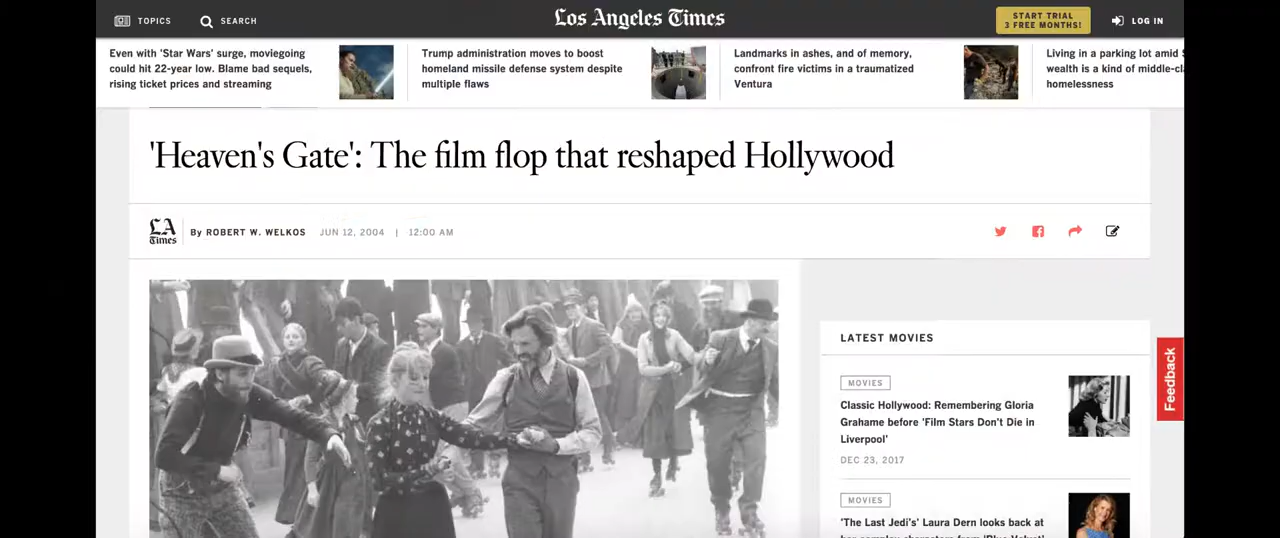 TOPICS
SEARCH
Los Angeles Times
START TRIAL
3 FREE MONTHS!
LOG IN
Even with 'Star Wars' surge, moviegoing
could hit 22-year low. Blame bad sequels,
rising ticket prices and streaming
Trump administration moves to boost
homeland missile defense system despite
multiple flaws
Landmarks in ashes, and of memory,
confront fire victims in a traumatized
Ventura
Living in a parking lot amid
wealth is a kind of
homelessness
'Heaven's Gate': The film flop that reshaped Hollywood
LA
Times
By ROBERT W. WELKOS JUN 12, 2004 | 12:00 AM
Feedback
LATEST MOVIES
MOVIES
Classic Hollywood: Remembering Gloria
Grahame before 'Film Stars Don't Die in
Liverpool'
DEC 23, 2017
MOVIES
'The Last Jedi's' Laura Dern looks back at